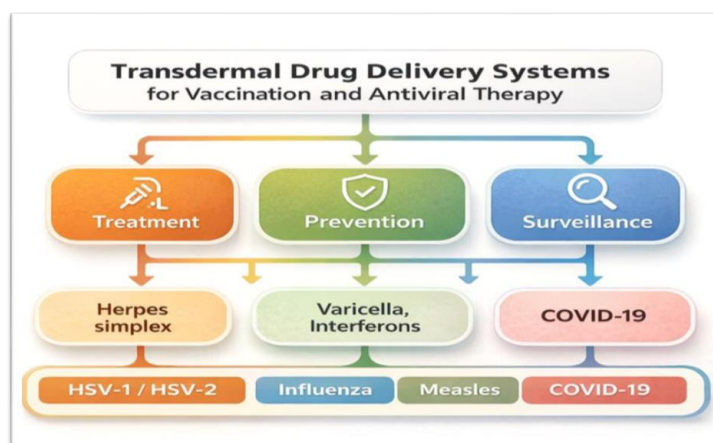 Transdermal Drug Delivery Systems
for Vaccination and Antiviral Therapy
Treatment
Prevention
Surveillance
Herpes
simplex
Varicella,
Interferons
COVID-19
HSV-1 / HSV-2
Influenza
Measles
COVID-19